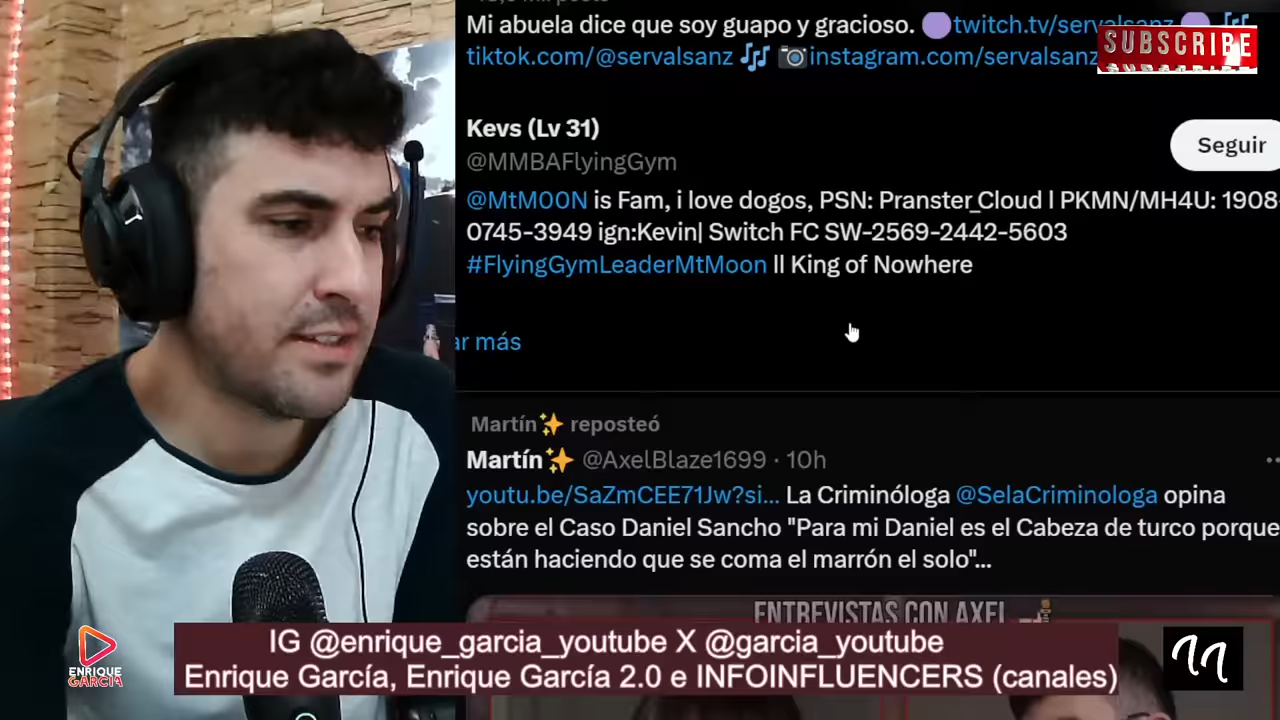 Mi abuela dice que soy guapo y gracioso. twitch.tv/servalsanz
tiktok.com/@servalsanz instagram.com/servalsanz
SUBSCRIBE
Kevs (Lv 31)
Seguir
@MMBAFlyingGym
@MtM00N is Fam, i love dogos, PSN: Pranster_Cloud l PKMN/MH4U: 1908-
0745-3949 ign:Kevin| Switch FC SW-2569-2442-5603
#FlyingGymLeaderMtMoon ll King of Nowhere
ar más
Martín✨ reposteó
Martín✨ @AxelBlaze1699 · 10h
youtu.be/SaZmCEE71Jw?si... La Criminóloga @SelaCriminologa opina
sobre el Caso Daniel Sancho "Para mi Daniel es el Cabeza de turco porque
están haciendo que se coma el marrón el solo"...
ENTREVISTAS CON AXEL
IG @enrique_garcia_youtube X @garcia_youtube
Enrique García, Enrique García 2.0 e INFOINFLUENCERS (canales)
ENRIQUE
GARCÍA